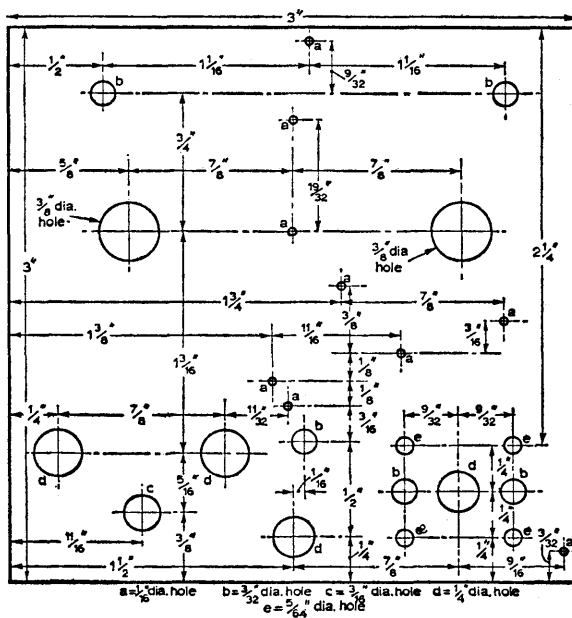 3"
1/2" 1 1/16" a 9/32" 1 1/16"
b b
a
3/4"
5/8" 7/8" 7/8"
19/32"
3/8" dia. hole
a
3/8" dia hole
3" 2 1/4"
a
1 3/4" 7/8"
3/8" a
1 3/8" 11/16" 3/16"
a
1 3/16" 1/8"
a
1/8"
a
1/4" 7/8" 11/32" 3/16" 9/32" 9/32"
b e e
d d 1/4"
1/16" b d b
5/16" c 1/2" 1/4"
11/16" 3/8" d 1/4" e 1/4" e 3/32" a
1 1/2" 7/8" 9/16"
a=1/16" dia. hole b=3/32" dia. hole c=3/16" dia. hole d=1/4" dia. hole
e=5/64" dia. hole